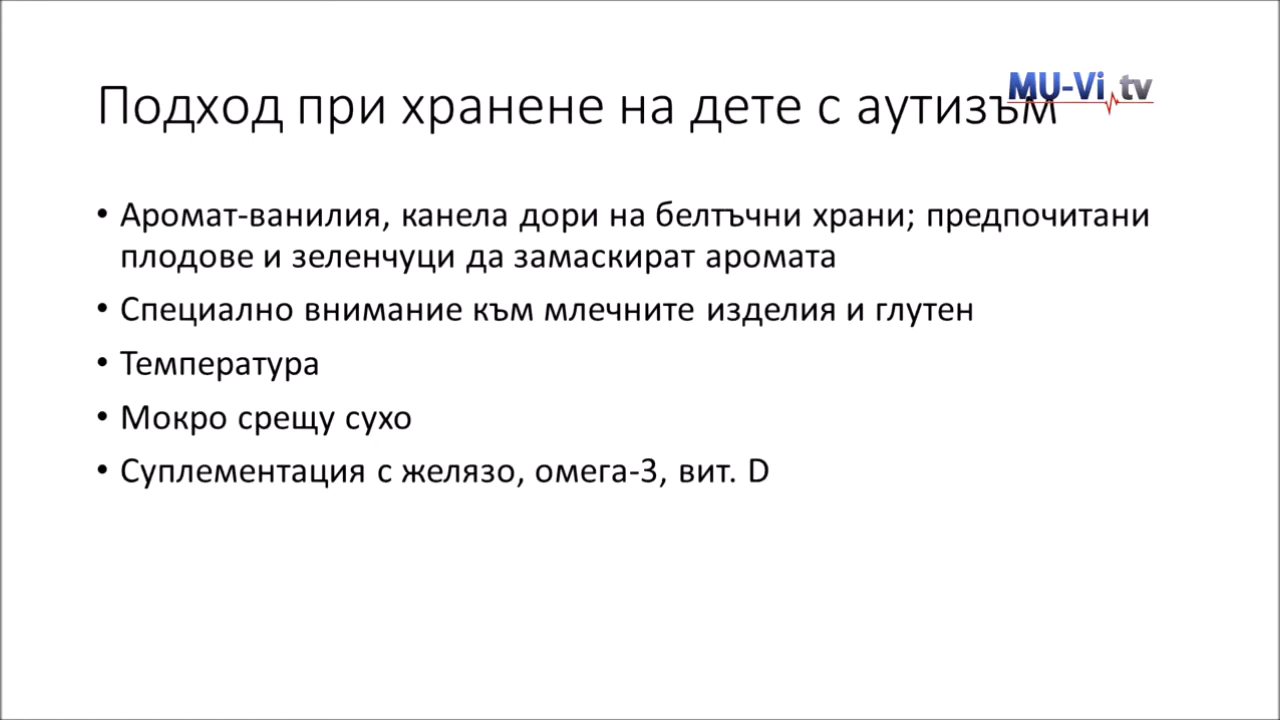 MU-Vi.tv
Подход при хранене на дете с аутизъм
• Аромат-ванилия, канела дори на белтъчни храни; предпочитани
плодове и зеленчуци да замаскират аромата
• Специално внимание към млечните изделия и глутен
• Температура
• Мокро срещу сухо
• Суплементация с желязо, омега-3, вит. D